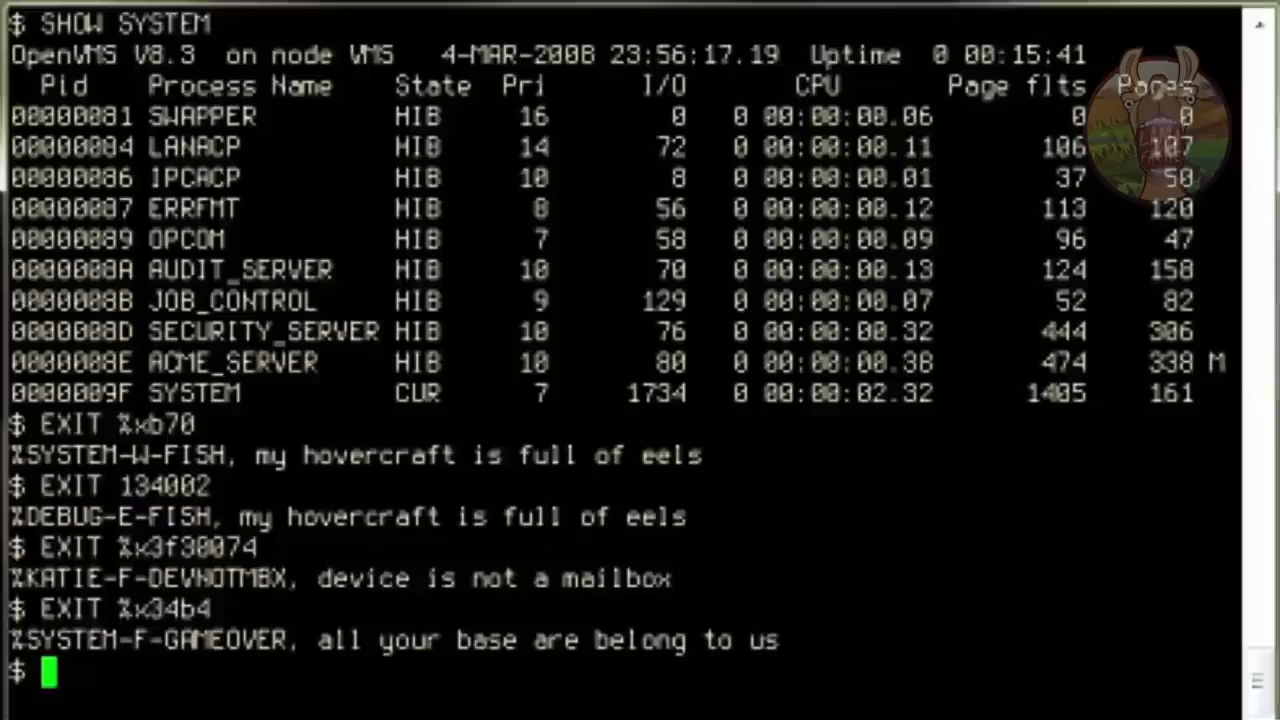 $ SHOW SYSTEM
OpenVMS V8.3 on node VMS 4-MAR-2008 23:56:17.19 Uptime 0 00:15:41
Pid Process Name State Pri I/O CPU Page flts Pages
00000081 SWAPPER HIB 16 0 0 00:00:00.06 0 0
00000084 LANACP HIB 14 72 0 00:00:00.11 106 107
00000086 IPCACP HIB 10 8 0 00:00:00.01 37 50
00000087 ERRFMT HIB 8 56 0 00:00:00.12 113 120
00000089 OPCOM HIB 7 58 0 00:00:00.09 96 47
0000008A AUDIT_SERVER HIB 10 70 0 00:00:00.13 124 158
0000008B JOB_CONTROL HIB 9 129 0 00:00:00.07 52 82
0000008D SECURITY_SERVER HIB 10 76 0 00:00:00.32 444 306
0000008E ACME_SERVER HIB 10 80 0 00:00:00.38 474 338 M
0000009F SYSTEM CUR 7 1734 0 00:00:02.32 1405 161
$ EXIT %xb70
%SYSTEM-W-FISH, my hovercraft is full of eels
$ EXIT 134002
%DEBUG-E-FISH, my hovercraft is full of eels
$ EXIT %x3f30074
%KATIE-F-DEVNOTMBX, device is not a mailbox
$ EXIT %x34b4
%SYSTEM-F-GAMEOVER, all your base are belong to us
$